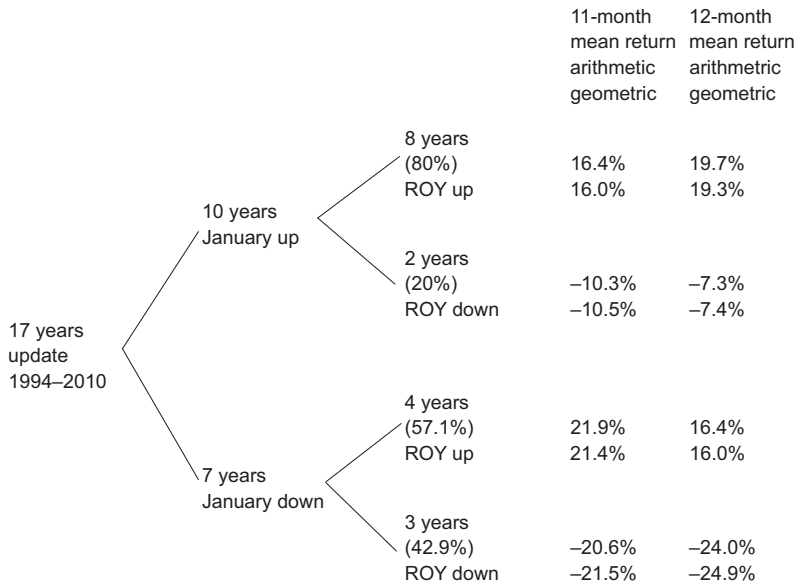 11-month 12-month
mean return mean return
arithmetic arithmetric
geometric geometric
8 years
(80%) 16.4% 19.7%
ROY up 16.0% 19.3%
10 years
January up
2 years
(20%) –10.3% –7.3%
ROY down –10.5% –7.4%
17 years
update
1994–2010
4 years
(57.1%) 21.9% 16.4%
ROY up 21.4% 16.0%
7 years
January down
3 years
(42.9%) –20.6% –24.0%
ROY down –21.5% –24.9%